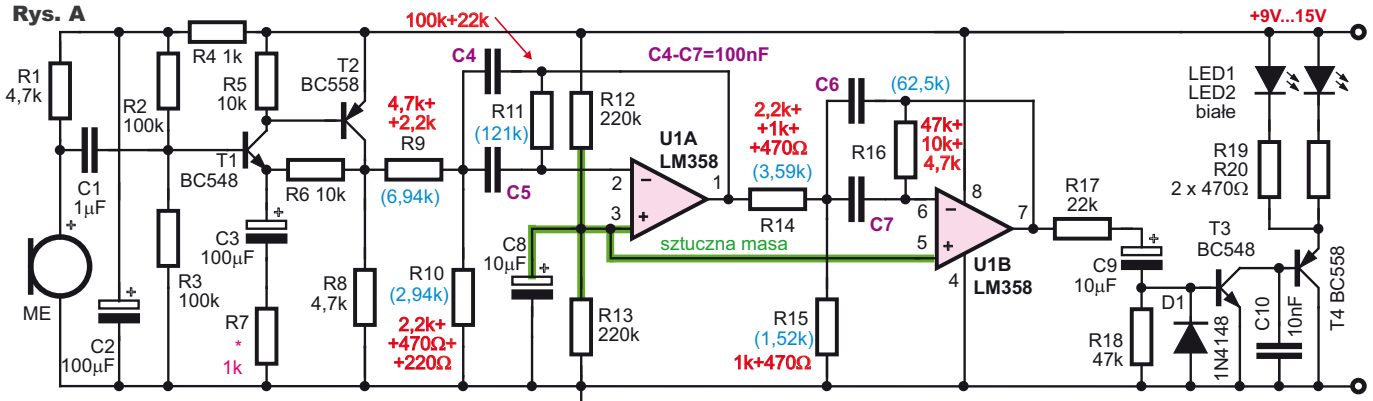 Rys. A
R1
4,7k
C1
1µF
ME
C2
100µF
R2
100k
R3
100k
R4 1k
R5
10k
T1
BC548
T2
BC558
R6 10k
C3
100µF
R7
*
1k
R8
4,7k
4,7k+
+2,2k
R9
(6,94k)
R10
(2,94k)
2,2k+
+470Ω+
+220Ω
100k+22k
C4
C4-C7=100nF
R11
(121k)
C5
R12
220k
C8
10µF
R13
220k
U1A
LM358
2
3
1
sztuczna masa
2,2k+
+1k+
+470Ω
(3,59k)
R14
R15
(1,52k)
1k+470Ω
C6
(62,5k)
R16
47k+
10k+
4,7k
C7
6
5
8
7
4
U1B
LM358
R17
22k
C9
10µF
R18
47k
D1
1N4148
T3
BC548
C10
10nF
T4 BC558
+9V...15V
LED1
LED2
białe
R19
R20
2 x 470Ω